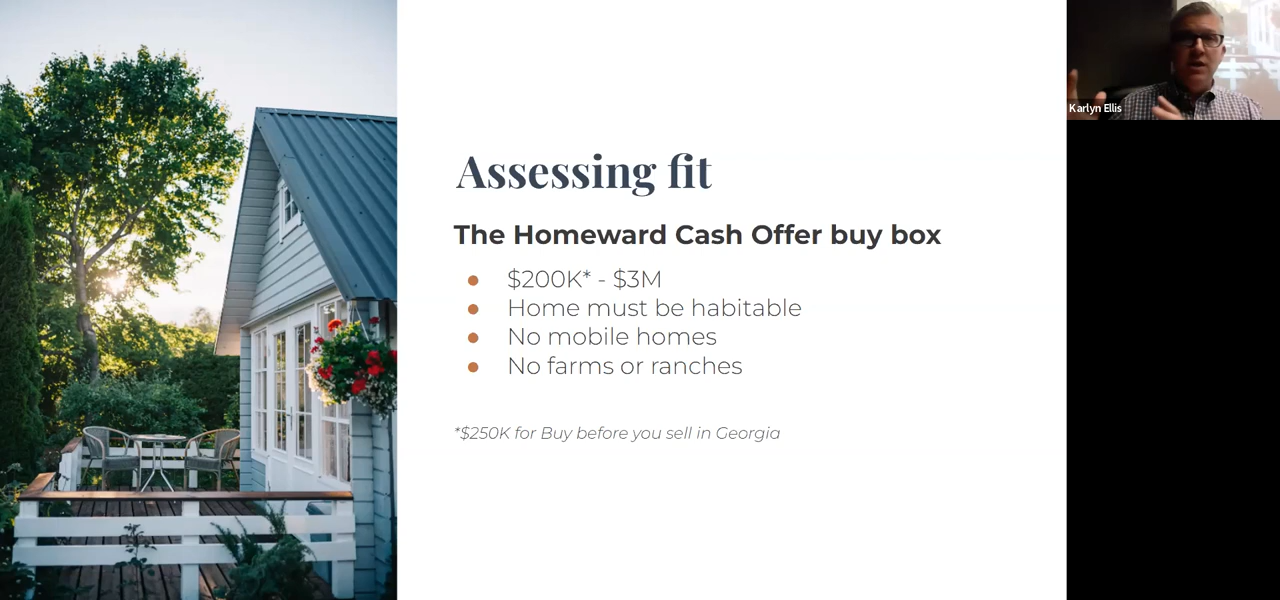 Assessing fit
The Homeward Cash Offer buy box
● $200K* - $3M
● Home must be habitable
● No mobile homes
● No farms or ranches
*$250K for Buy before you sell in Georgia
Karlyn Ellis